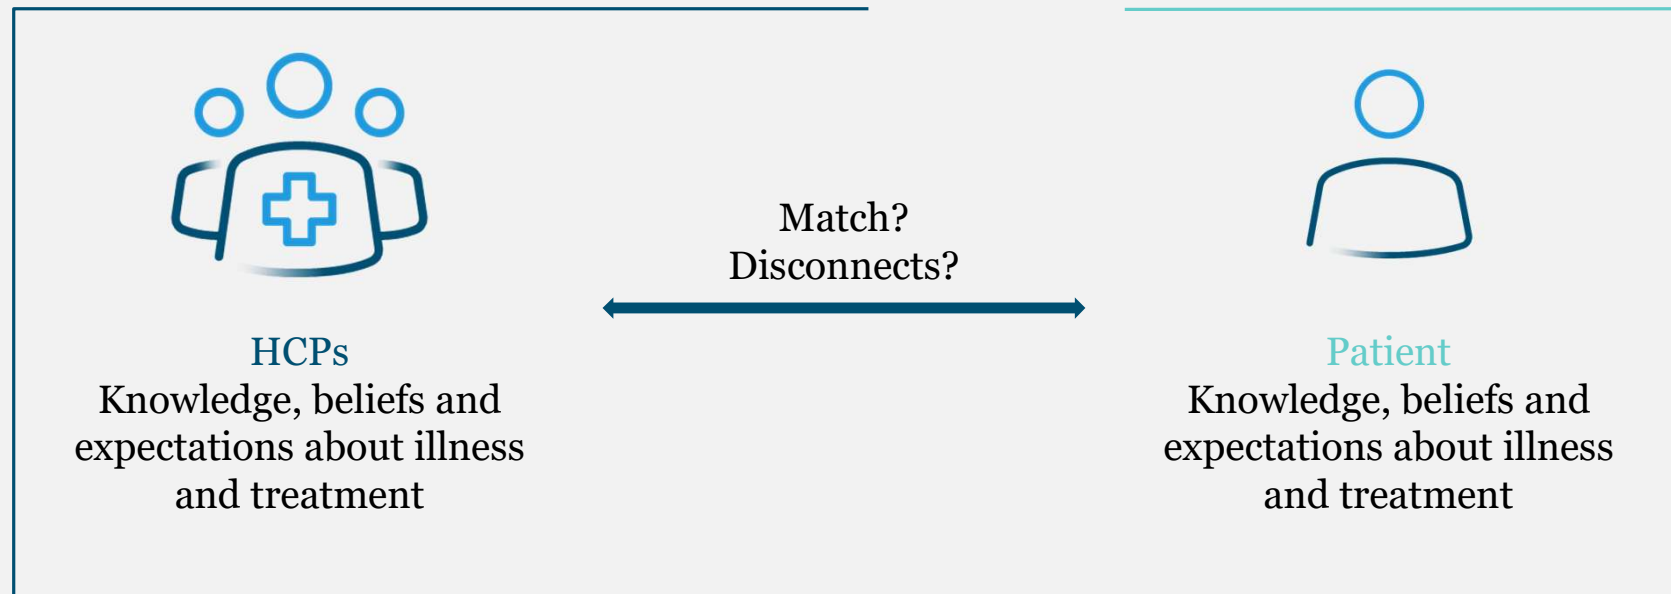 HCPs
Knowledge, beliefs and
expectations about illness
and treatment
Match?
Disconnects?
Patient
Knowledge, beliefs and
expectations about illness
and treatment